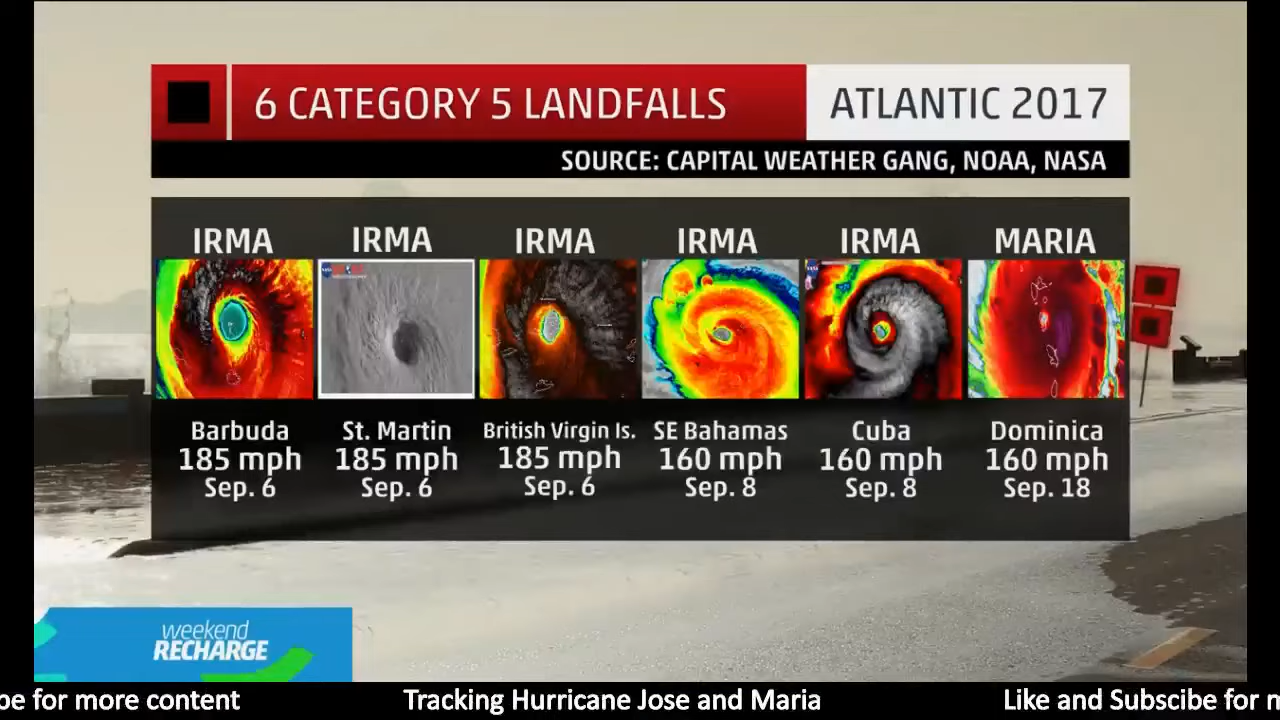 6 CATEGORY 5 LANDFALLS
ATLANTIC 2017
SOURCE: CAPITAL WEATHER GANG, NOAA, NASA
IRMA
Barbuda
185 mph
Sep. 6
IRMA
St. Martin
185 mph
Sep. 6
IRMA
British Virgin Is.
185 mph
Sep. 6
IRMA
SE Bahamas
160 mph
Sep. 8
IRMA
Cuba
160 mph
Sep. 8
MARIA
Dominica
160 mph
Sep. 18
weekend
RECHARGE
be for more content
Tracking Hurricane Jose and Maria
Like and Subscribe for m